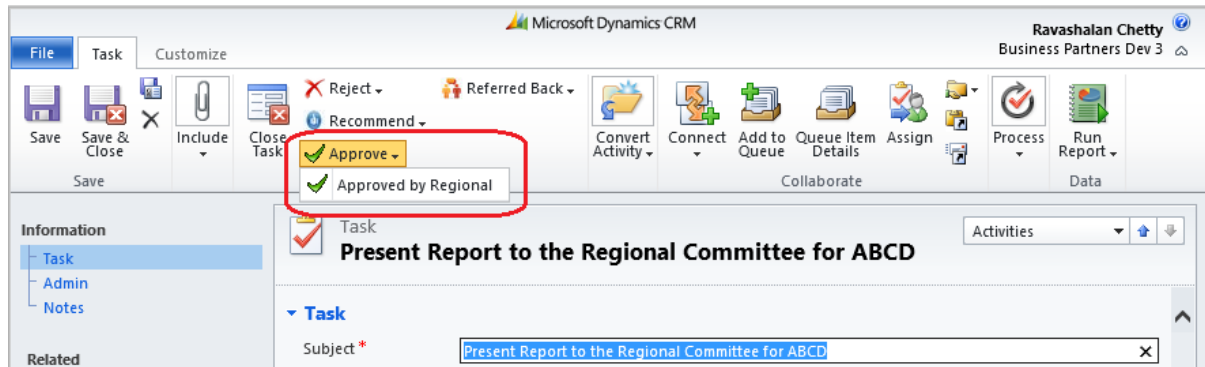 Microsoft Dynamics CRM
Ravashalan Chetty
Business Partners Dev 3
File Task Customize
Save
Save & Close
Include
Close Task
Reject
Recommend
Approve
Approved by Regional
Referred Back
Convert Activity
Connect
Add to Queue
Queue Item Details
Assign
Process
Run Report
Save
Collaborate
Data
Information
Task
Admin
Notes
Related
Task
Present Report to the Regional Committee for ABCD
Activities
Task
Subject *
Present Report to the Regional Committee for ABCD